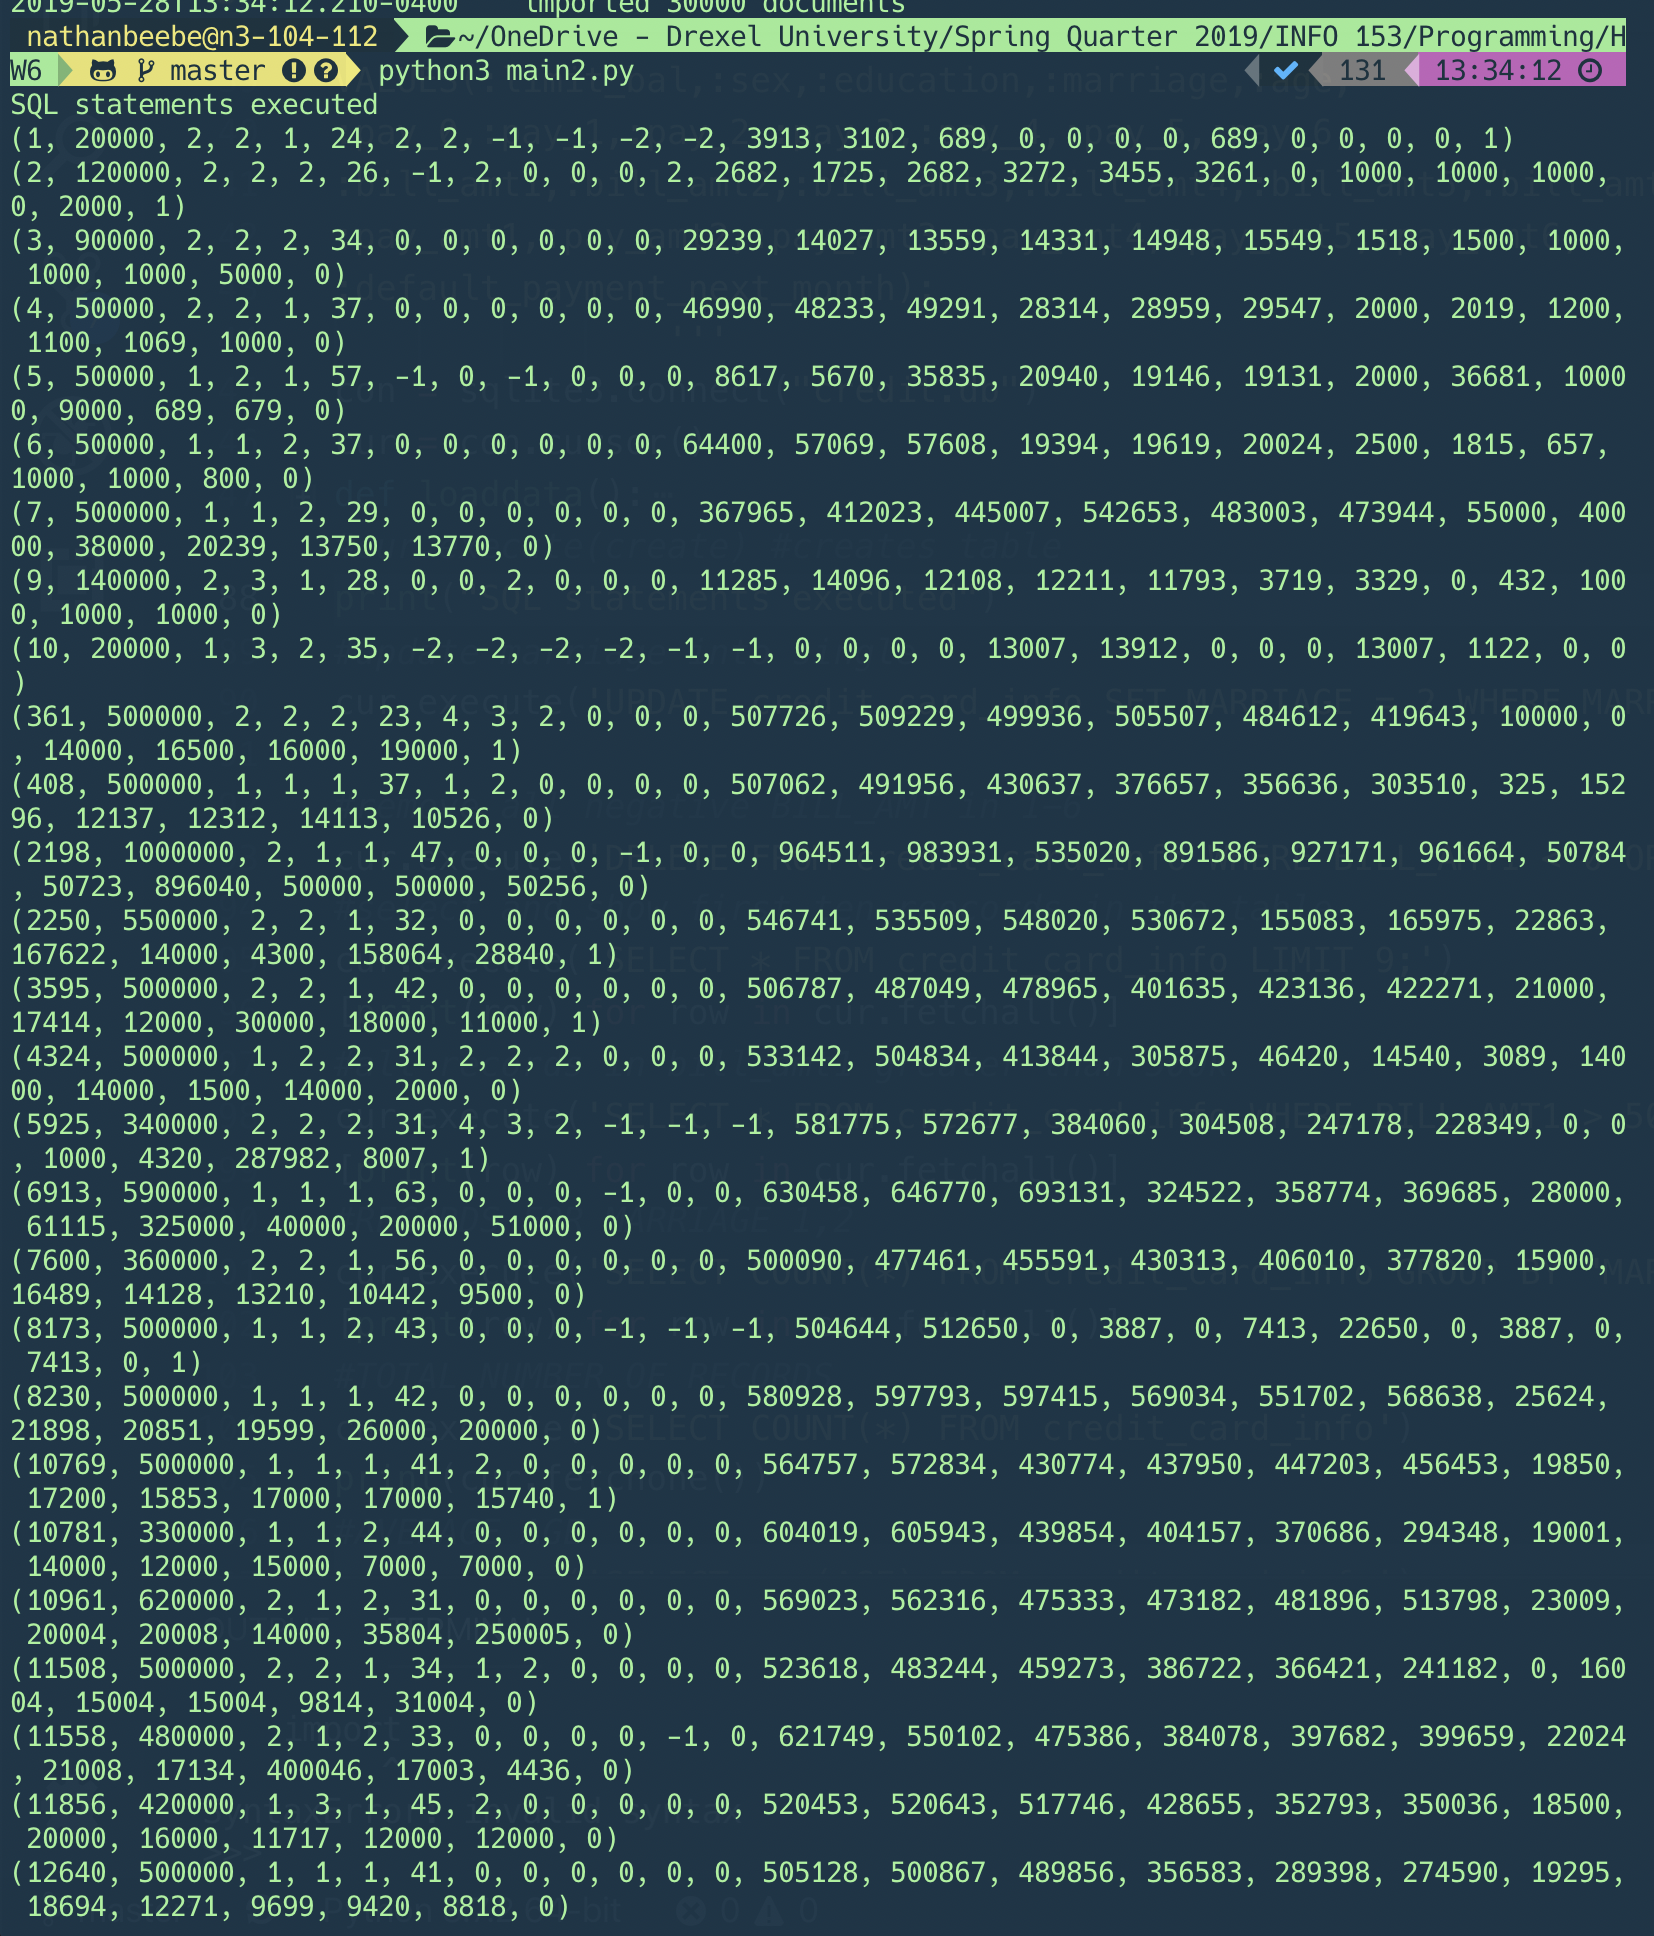 2019-05-28T13:34:12.210-0400    imported 30000 documents
nathanbeebe@n3-104-112 ~/OneDrive - Drexel University/Spring Quarter 2019/INFO 153/Programming/H
W6 master python3 main2.py 131 13:34:12
SQL statements executed
(1, 20000, 2, 2, 1, 24, 2, 2, -1, -1, -2, -2, 3913, 3102, 689, 0, 0, 0, 0, 689, 0, 0, 0, 0, 1)
(2, 120000, 2, 2, 2, 26, -1, 2, 0, 0, 0, 2, 2682, 1725, 2682, 3272, 3455, 3261, 0, 1000, 1000, 1000,
0, 2000, 1)
(3, 90000, 2, 2, 2, 34, 0, 0, 0, 0, 0, 0, 29239, 14027, 13559, 14331, 14948, 15549, 1518, 1500, 1000,
1000, 1000, 5000, 0)
(4, 50000, 2, 2, 1, 37, 0, 0, 0, 0, 0, 0, 46990, 48233, 49291, 28314, 28959, 29547, 2000, 2019, 1200,
1100, 1069, 1000, 0)
(5, 50000, 1, 2, 1, 57, -1, 0, -1, 0, 0, 0, 8617, 5670, 35835, 20940, 19146, 19131, 2000, 36681, 1000
0, 9000, 689, 679, 0)
(6, 50000, 1, 1, 2, 37, 0, 0, 0, 0, 0, 0, 64400, 57069, 57608, 19394, 19619, 20024, 2500, 1815, 657,
1000, 1000, 800, 0)
(7, 500000, 1, 1, 2, 29, 0, 0, 0, 0, 0, 0, 367965, 412023, 445007, 542653, 483003, 473944, 55000, 400
00, 38000, 20239, 13750, 13770, 0)
(9, 140000, 2, 3, 1, 28, 0, 0, 2, 0, 0, 0, 11285, 14096, 12108, 12211, 11793, 3719, 3329, 0, 432, 100
0, 1000, 1000, 0)
(10, 20000, 1, 3, 2, 35, -2, -2, -2, -2, -1, -1, 0, 0, 0, 0, 13007, 13912, 0, 0, 0, 13007, 1122, 0, 0
)
(361, 500000, 2, 2, 2, 23, 4, 3, 2, 0, 0, 0, 507726, 509229, 499936, 505507, 484612, 419643, 10000, 0
, 14000, 16500, 16000, 19000, 1)
(408, 500000, 1, 1, 1, 37, 1, 2, 0, 0, 0, 0, 507062, 491956, 430637, 376657, 356636, 303510, 325, 152
96, 12137, 12312, 14113, 10526, 0)
(2198, 1000000, 2, 1, 1, 47, 0, 0, 0, -1, 0, 0, 964511, 983931, 535020, 891586, 927171, 961664, 50784
, 50723, 896040, 50000, 50000, 50256, 0)
(2250, 550000, 2, 2, 1, 32, 0, 0, 0, 0, 0, 0, 546741, 535509, 548020, 530672, 155083, 165975, 22863,
167622, 14000, 4300, 158064, 28840, 1)
(3595, 500000, 2, 2, 1, 42, 0, 0, 0, 0, 0, 0, 506787, 487049, 478965, 401635, 423136, 422271, 21000,
17414, 12000, 30000, 18000, 11000, 1)
(4324, 500000, 1, 2, 2, 31, 2, 2, 2, 0, 0, 0, 533142, 504834, 413844, 305875, 46420, 14540, 3089, 140
00, 14000, 1500, 14000, 2000, 0)
(5925, 340000, 2, 2, 2, 31, 4, 3, 2, -1, -1, -1, 581775, 572677, 384060, 304508, 247178, 228349, 0, 0
, 1000, 4320, 287982, 8007, 1)
(6913, 590000, 1, 1, 1, 63, 0, 0, 0, -1, 0, 0, 630458, 646770, 693131, 324522, 358774, 369685, 28000,
61115, 325000, 40000, 20000, 51000, 0)
(7600, 360000, 2, 2, 1, 56, 0, 0, 0, 0, 0, 0, 500090, 477461, 455591, 430313, 406010, 377820, 15900,
16489, 14128, 13210, 10442, 9500, 0)
(8173, 500000, 1, 1, 2, 43, 0, 0, 0, -1, -1, -1, 504644, 512650, 0, 3887, 0, 7413, 22650, 0, 3887, 0,
7413, 0, 1)
(8230, 500000, 1, 1, 1, 42, 0, 0, 0, 0, 0, 0, 580928, 597793, 597415, 569034, 551702, 568638, 25624,
21898, 20851, 19599, 26000, 20000, 0)
(10769, 500000, 1, 1, 1, 41, 2, 0, 0, 0, 0, 0, 564757, 572834, 430774, 437950, 447203, 456453, 19850,
17200, 15853, 17000, 17000, 15740, 1)
(10781, 330000, 1, 1, 2, 44, 0, 0, 0, 0, 0, 0, 604019, 605943, 439854, 404157, 370686, 294348, 19001,
14000, 12000, 15000, 7000, 7000, 0)
(10961, 620000, 2, 1, 2, 31, 0, 0, 0, 0, 0, 0, 569023, 562316, 475333, 473182, 481896, 513798, 23009,
20004, 20008, 14000, 35804, 250005, 0)
(11508, 500000, 2, 2, 1, 34, 1, 2, 0, 0, 0, 0, 523618, 483244, 459273, 386722, 366421, 241182, 0, 160
04, 15004, 15004, 9814, 31004, 0)
(11558, 480000, 2, 1, 2, 33, 0, 0, 0, 0, -1, 0, 621749, 550102, 475386, 384078, 397682, 399659, 22024
, 21008, 17134, 400046, 17003, 4436, 0)
(11856, 420000, 1, 3, 1, 45, 2, 0, 0, 0, 0, 0, 520453, 520643, 517746, 428655, 352793, 350036, 18500,
20000, 16000, 11717, 12000, 12000, 0)
(12640, 500000, 1, 1, 1, 41, 0, 0, 0, 0, 0, 0, 505128, 500867, 489856, 356583, 289398, 274590, 19295,
18694, 12271, 9699, 9420, 8818, 0)